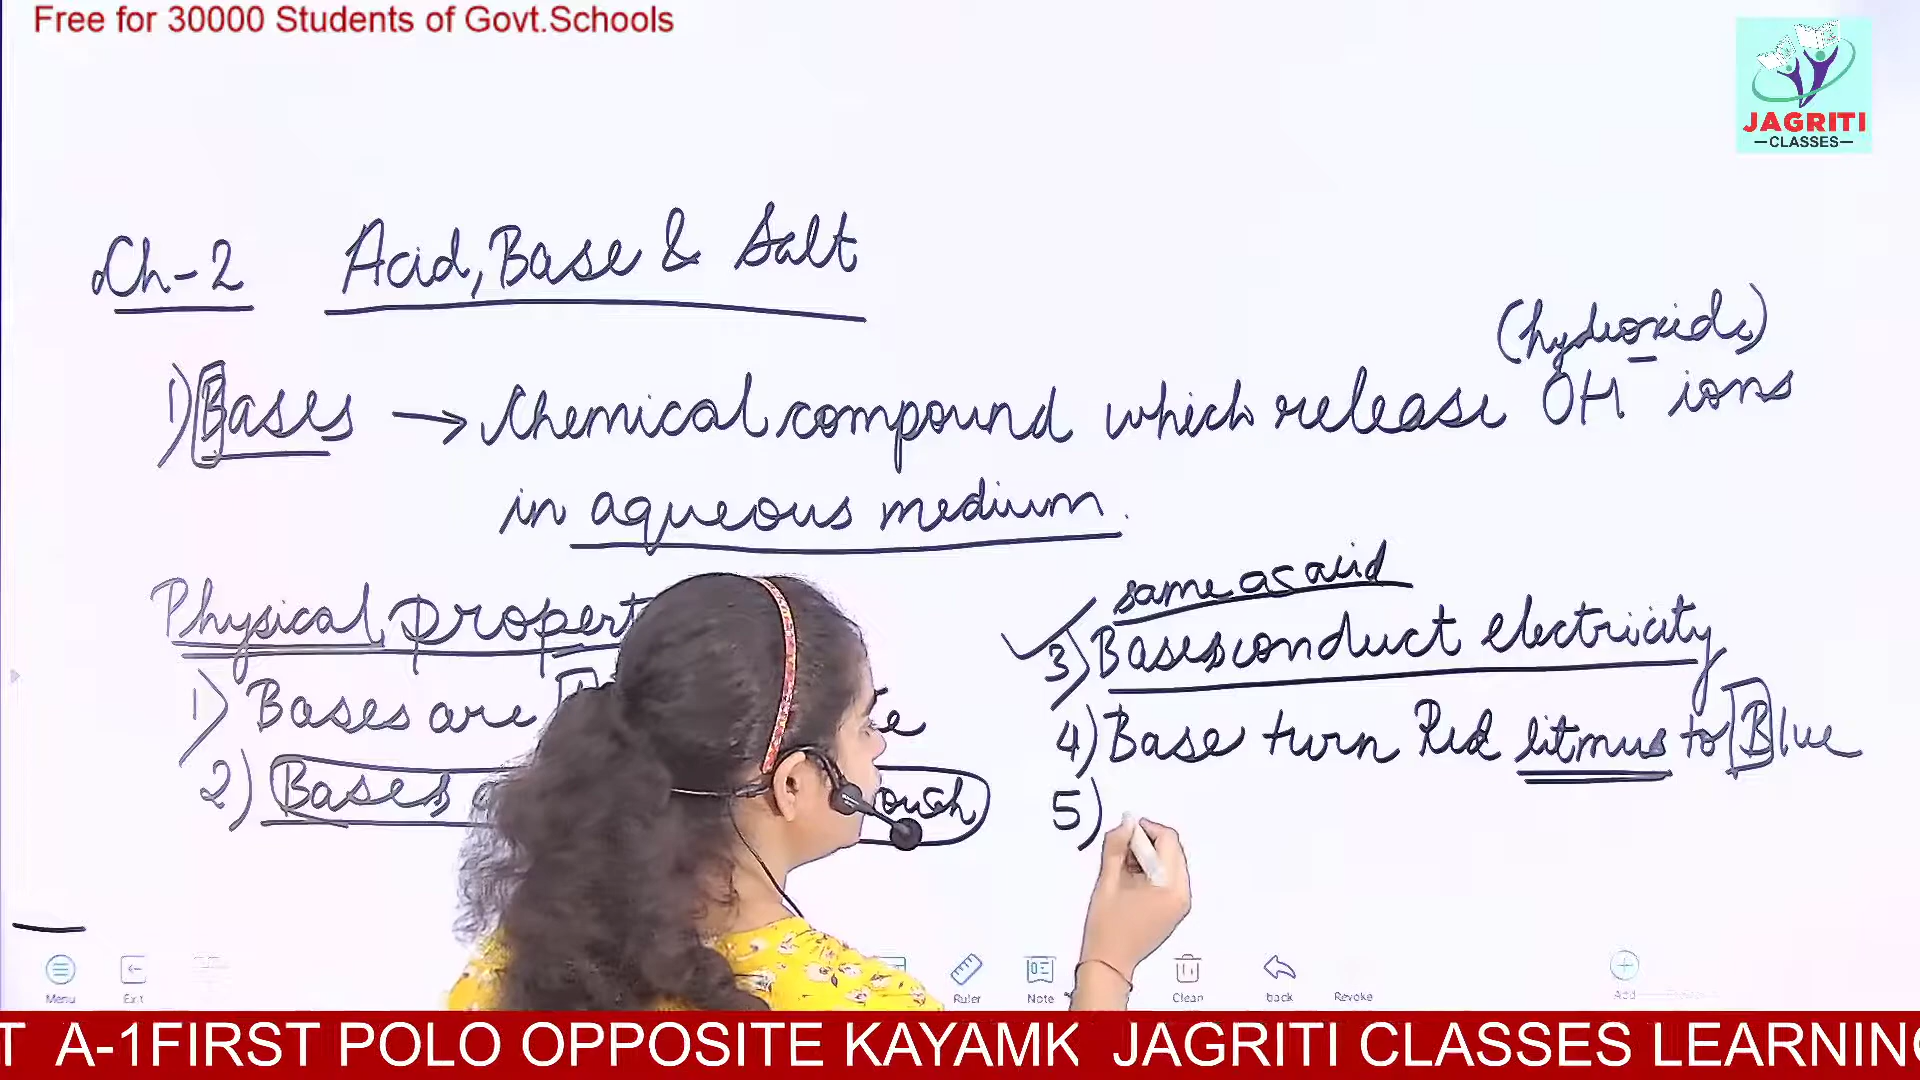 Free for 30000 Students of Govt.Schools
JAGRITI
—CLASSES—
Ch-2 Acid, Base & Salt
(hydroxide)
1) Bases → Chemical compound which release OH⁻ ions
in aqueous medium.
Physical propert
1) Bases are
2) Bases ouch
same as acid
3) Bases conduct electricity
4) Base turn Red litmus to Blue
5)
Menu
Exit
Ruler
Note
Clean
back
Revoke
Add
T A-1FIRST POLO OPPOSITE KAYAMK JAGRITI CLASSES LEARNING